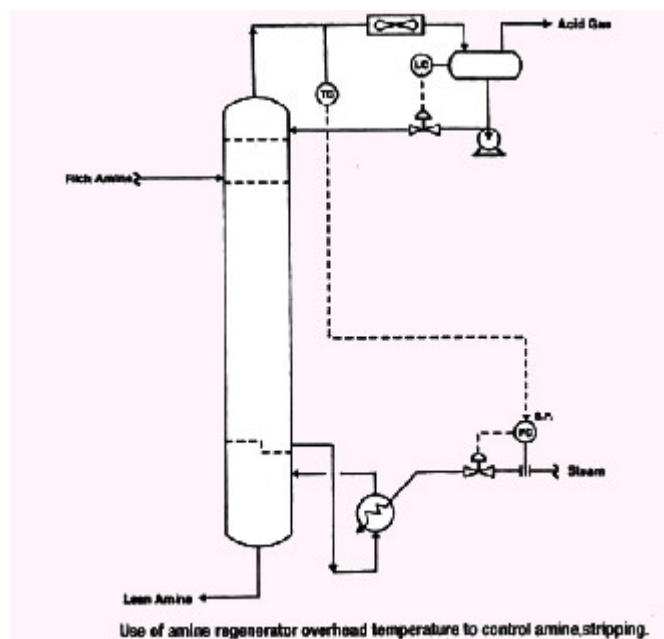 Acid Gas
LC
TC
Rich Amine
s.r.
FC
Steam
Lean Amine
Use of amine regenerator overhead temperature to control amine stripping.